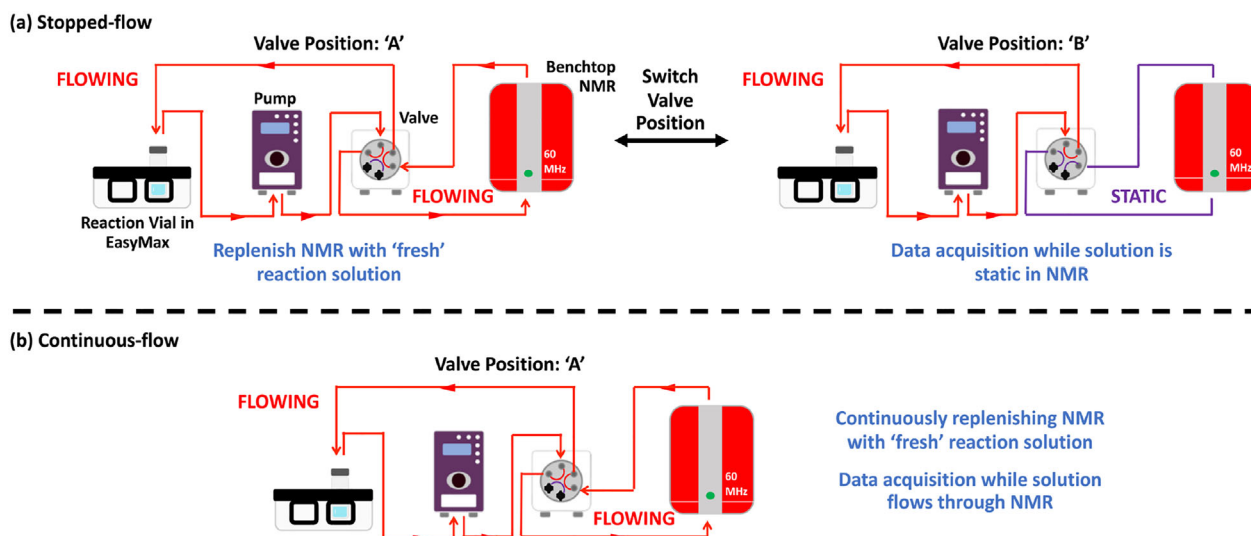 (a) Stopped-flow
Valve Position: ‘A’
FLOWING
Pump
Valve
Benchtop
NMR
60
MHz
FLOWING
Reaction Vial in
EasyMax
Replenish NMR with ‘fresh’
reaction solution
Switch
Valve
Position
Valve Position: ‘B’
FLOWING
60
MHz
STATIC
Data acquisition while solution is
static in NMR
(b) Continuous-flow
Valve Position: ‘A’
FLOWING
60
MHz
FLOWING
Continuously replenishing NMR
with ‘fresh’ reaction solution
Data acquisition while solution
flows through NMR